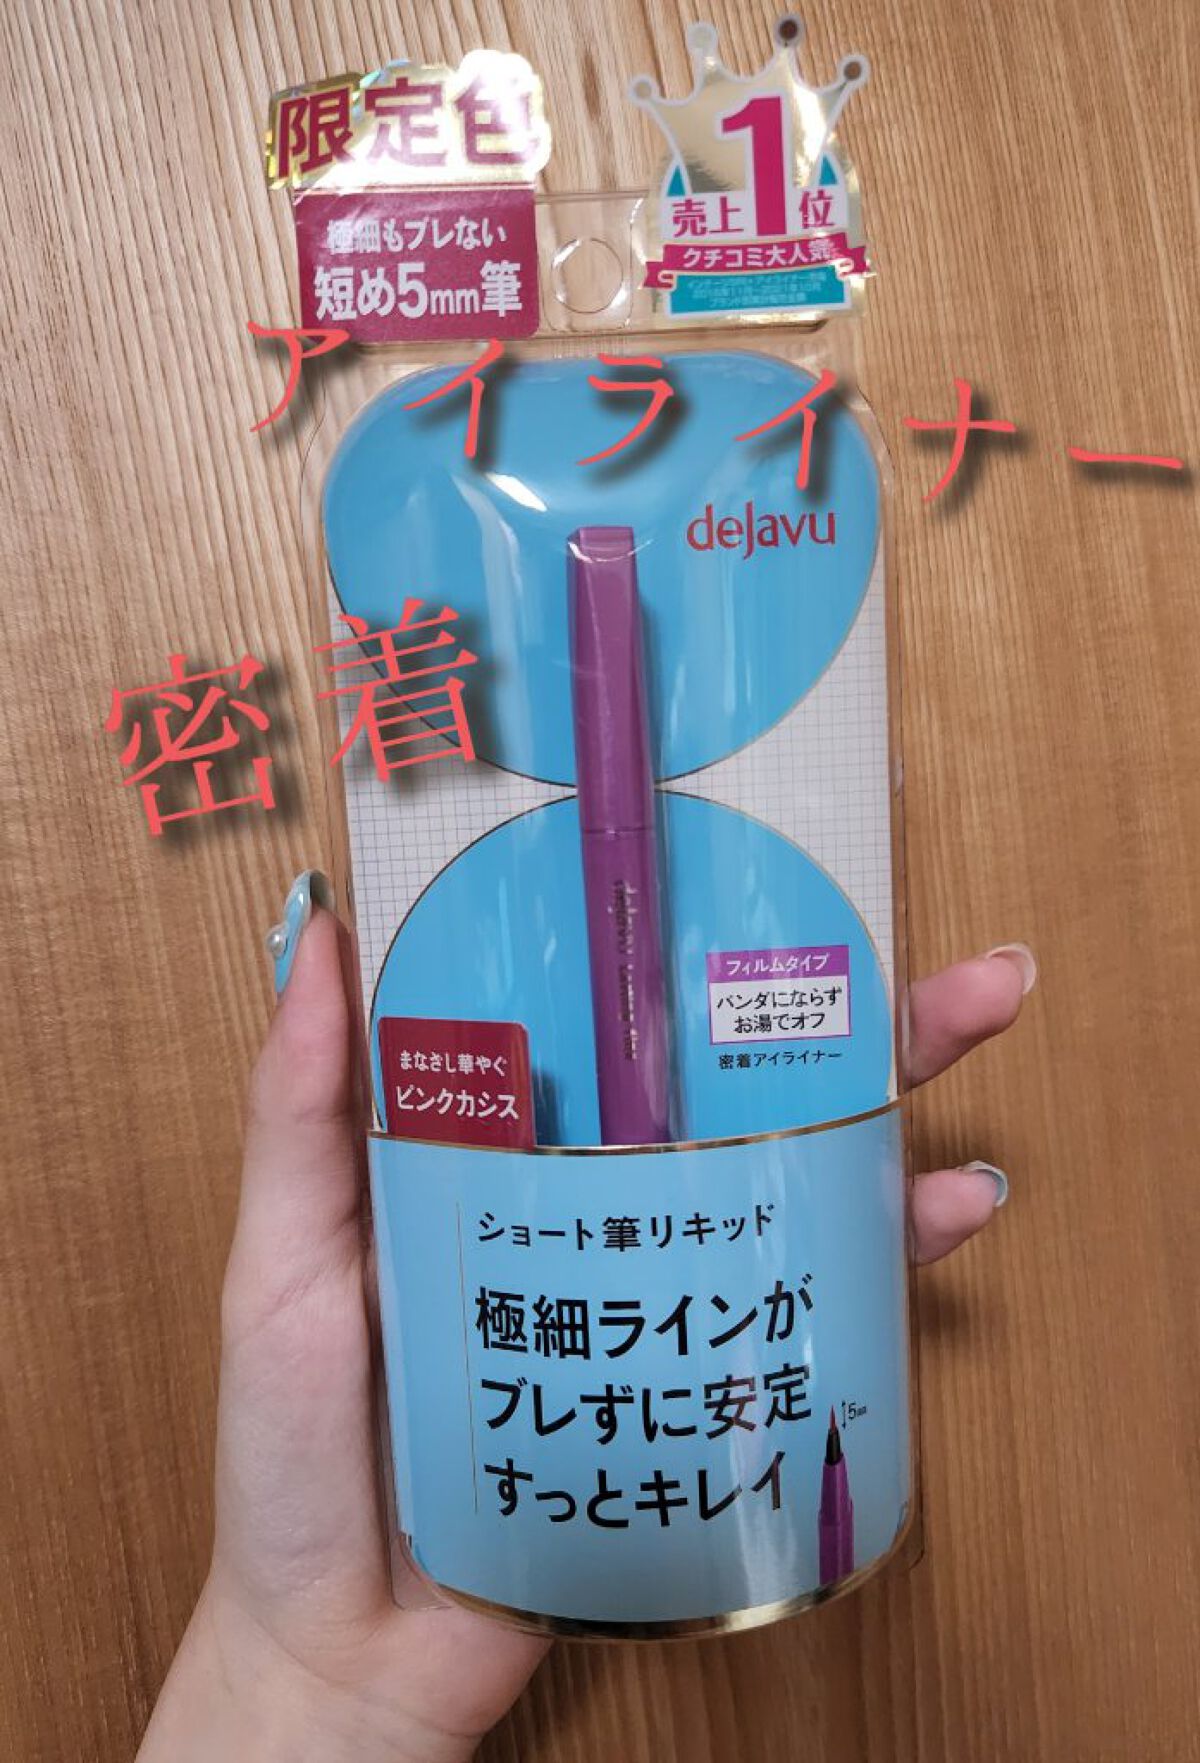 限定色
極細もブレない
短め5mm筆
売上1位
クチコミ大人気
アイライナー
dejavu
密着
フィルムタイプ
パンダにならず
お湯でオフ
密着アイライナー
まなざし華やぐ
ピンクカシス
ショート筆リキッド
極細ラインが
ブレずに安定
すっとキレイ
5mm